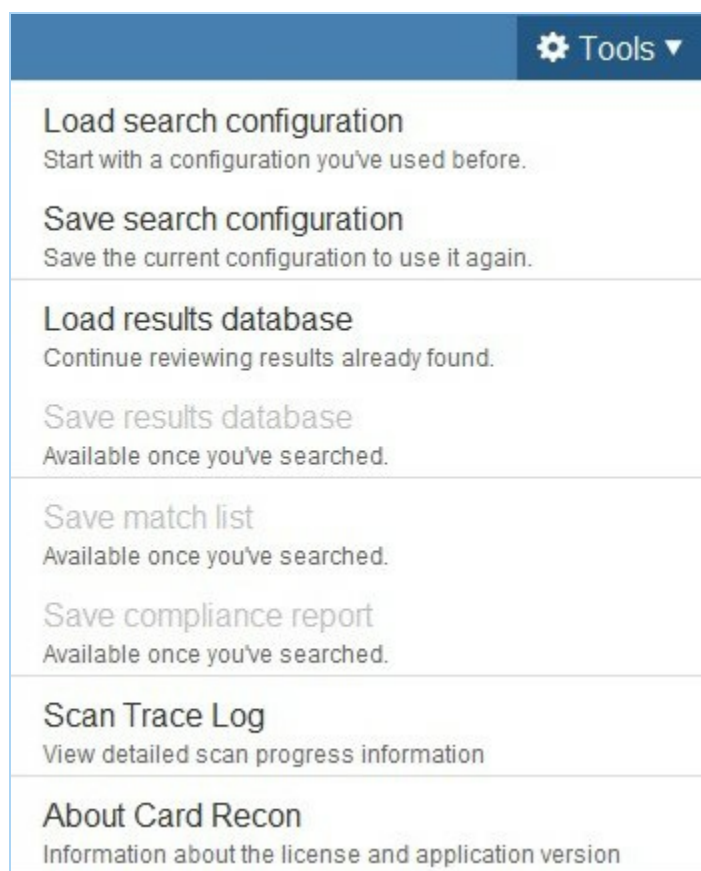 Tools
Load search configuration
Start with a configuration you've used before.
Save search configuration
Save the current configuration to use it again.
Load results database
Continue reviewing results already found.
Save results database
Available once you've searched.
Save match list
Available once you've searched.
Save compliance report
Available once you've searched.
Scan Trace Log
View detailed scan progress information
About Card Recon
Information about the license and application version